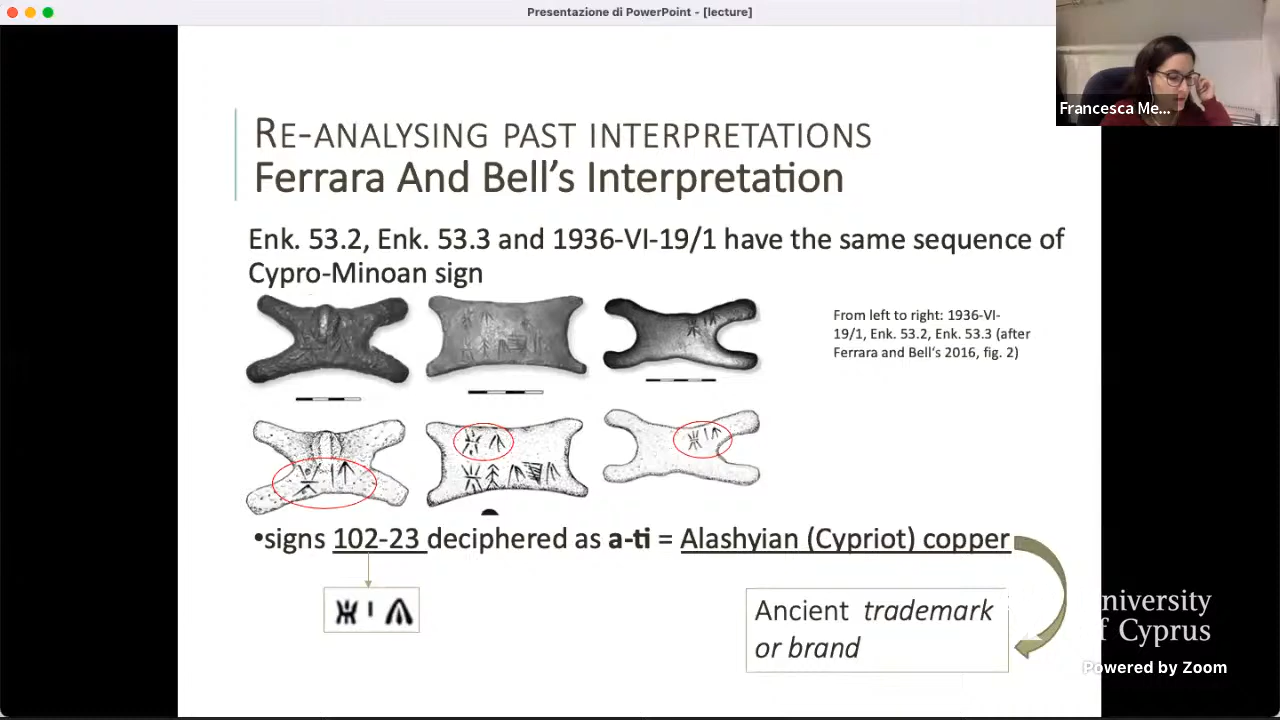 Presentazione di PowerPoint - [lecture]
Francesca Me...
RE-ANALYSING PAST INTERPRETATIONS
Ferrara And Bell's Interpretation
Enk. 53.2, Enk. 53.3 and 1936-VI-19/1 have the same sequence of
Cypro-Minoan sign
From left to right: 1936-VI-
19/1, Enk. 53.2, Enk. 53.3 (after
Ferrara and Bell's 2016, fig. 2)
•signs 102-23 deciphered as a-ti = Alashyian (Cypriot) copper
Ancient trademark
or brand
niversity
f Cyprus
Powered by Zoom